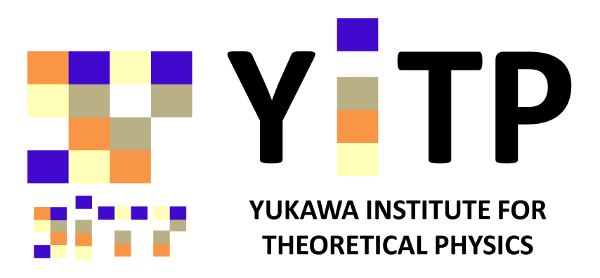 YiTP
YUKAWA INSTITUTE FOR
THEORETICAL PHYSICS